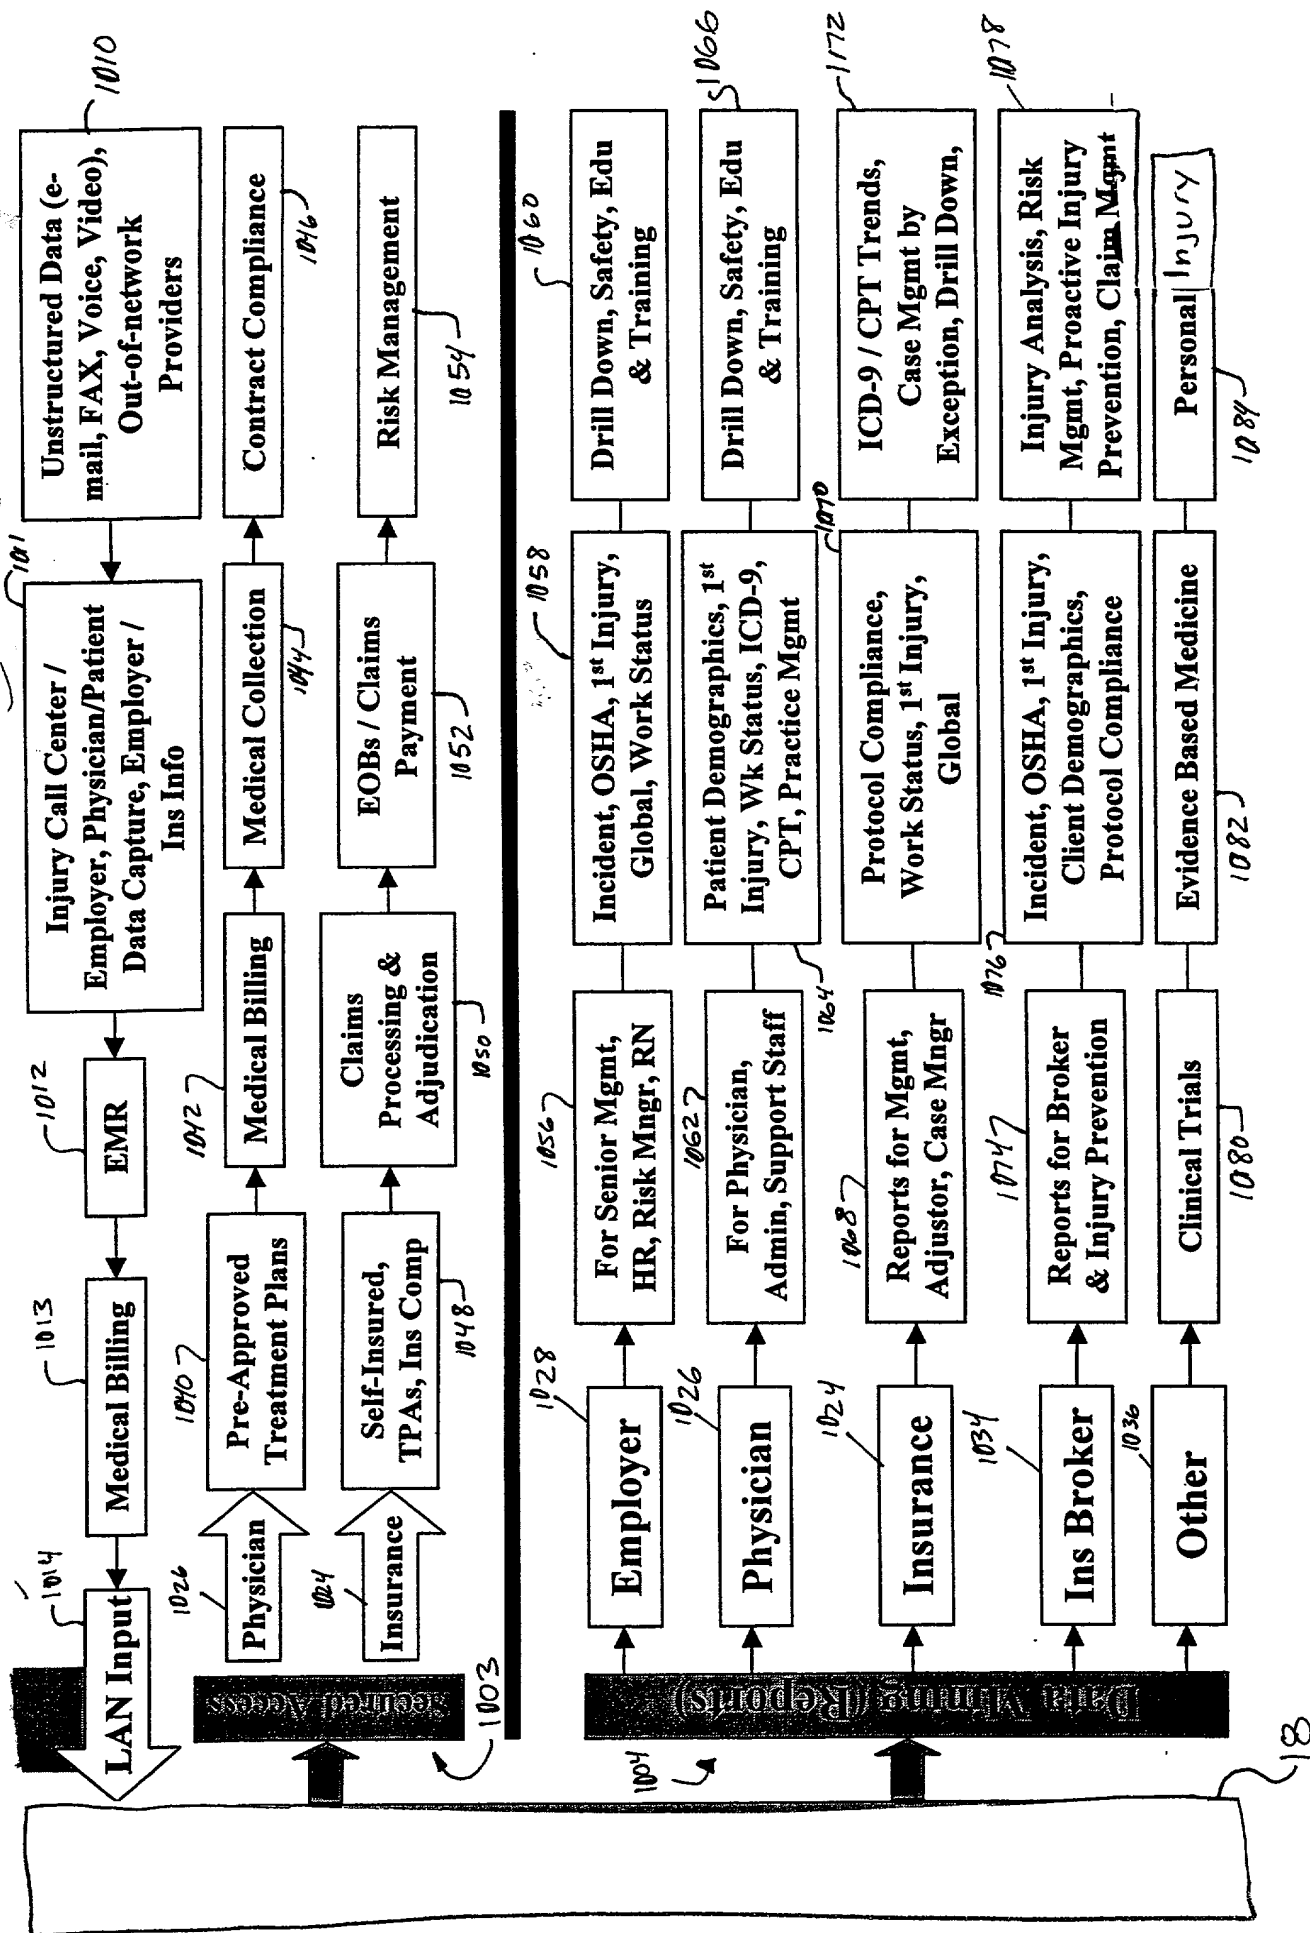 1014
LAN Input
1013
Medical Billing
1012
EMR
1011
Injury Call Center /
Employer, Physician/Patient
Data Capture, Employer /
Ins Info
1010
Unstructured Data (e-
mail, FAX, Voice, Video),
Out-of-network
Providers
Secured Access
1003
1026
Physician
1040
Pre-Approved
Treatment Plans
1042
Medical Billing
Medical Collection
1044
Contract Compliance
1046
1024
Insurance
Self-Insured,
TPAs, Ins Comp
1048
Claims
Processing &
Adjudication
1050
EOBs / Claims
Payment
1052
Risk Management
1054
1004
Data Mining (Reports)
1028
Employer
1056
For Senior Mgmt,
HR, Risk Mngr, RN
1058
Incident, OSHA, 1st Injury,
Global, Work Status
1060
Drill Down, Safety, Edu
& Training
1026
Physician
1062
For Physician,
Admin, Support Staff
Patient Demographics, 1st
Injury, Wk Status, ICD-9,
CPT, Practice Mgmt
1064
1066
Drill Down, Safety, Edu
& Training
1024
Insurance
1068
Reports for Mgmt,
Adjustor, Case Mngr
1070
Protocol Compliance,
Work Status, 1st Injury,
Global
1172
ICD-9 / CPT Trends,
Case Mgmt by
Exception, Drill Down,
1034
Ins Broker
1074
Reports for Broker
& Injury Prevention
1076
Incident, OSHA, 1st Injury,
Client Demographics,
Protocol Compliance
1078
Injury Analysis, Risk
Mgmt, Proactive Injury
Prevention, Claim Mgmt
1036
Other
Clinical Trials
1080
Evidence Based Medicine
1082
Personal Injury
1084
18